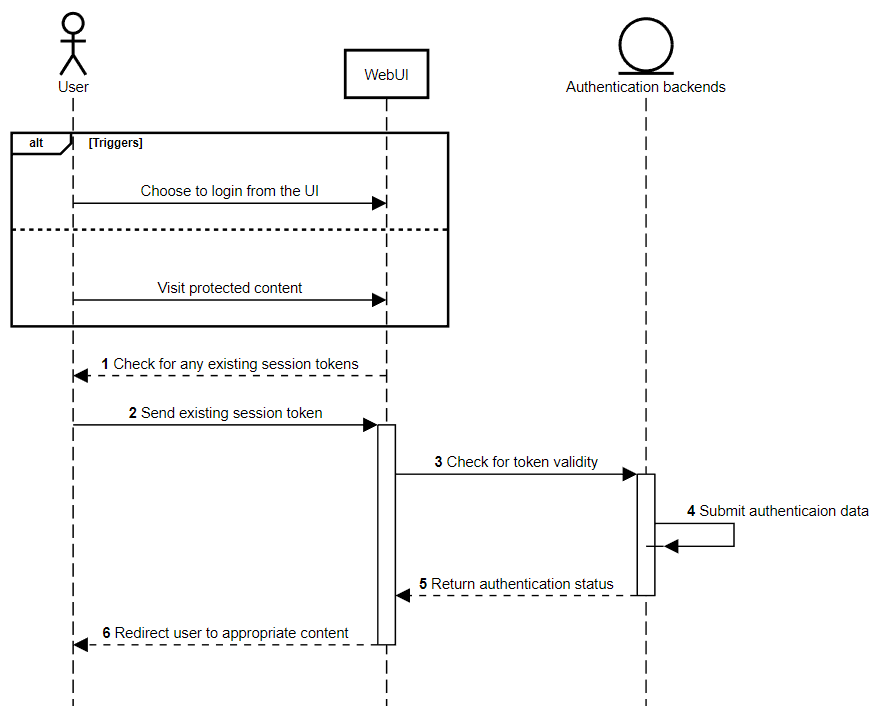 User
WebUI
Authentication backends
alt
[Triggers]
Choose to login from the UI
Visit protected content
1 Check for any existing session tokens
2 Send existing session token
3 Check for token validity
4 Submit authenticaion data
5 Return authentication status
6 Redirect user to appropriate content